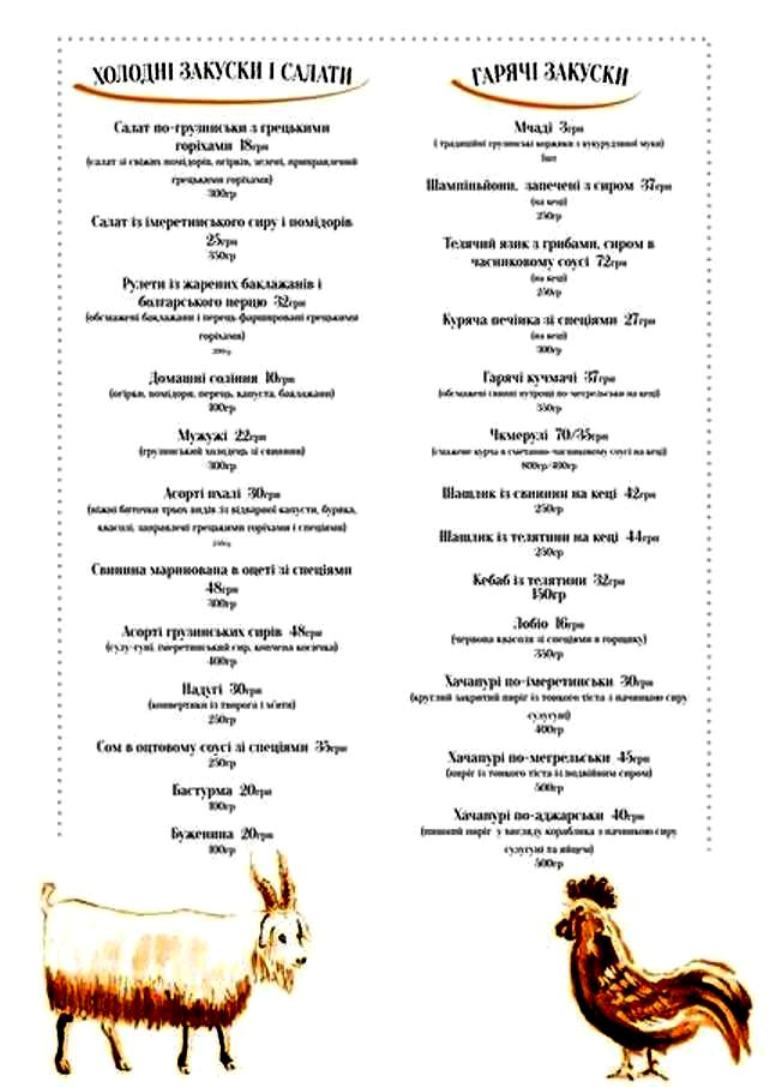 ХОЛОДНІ ЗАКУСКИ І САЛАТИ
Салат по-грузинськи з грецькими
горіхами 18грн
(салат зі свіжих помідорів, огірків, зелені, приправлений
грецькими горіхами)
300гр
Салат із імеретинського сиру і помідорів
25грн
350гр
Рулети із жарених баклажанів і
болгарського перцю 32грн
(обсмажені баклажани і перець фаршировані грецькими
горіхами)
Домашні соління 10грн
(огірки, помідори, перець, капуста, баклажани)
100гр
Мужужі 22грн
(грузинський холодець зі свинини)
300гр
Асорті пхалі 30грн
(ніжні биточки трьох видів із відварної капусти, буряка,
квасолі, заправлені грецькими горіхами і спеціями)
Свинина маринована в оцеті зі спеціями
48грн
300гр
Асорті грузинських сирів 48грн
(сулугуні, імеретинський сир, копчена косичка)
400гр
Надугі 30грн
(конвертики із творога і м'яти)
250гр
Сом в оцтовому соусі зі спеціями 35грн
250гр
Бастурма 20грн
100гр
Буженина 20грн
100гр
ГАРЯЧІ ЗАКУСКИ
Мчаді 3грн
(традиційні грузинські коржики з кукурудзяної муки)
1шт
Шампіньйони, запечені з сиром 37грн
(на кеці)
250гр
Телячий язик з грибами, сиром в
часниковому соусі 72грн
(на кеці)
250гр
Куряча печінка зі спеціями 27грн
(на кеці)
300гр
Гарячі кучмачі 37грн
(обсмажені свинні нутрощі по-мегрельськи на кеці)
350гр
Чкмерулі 70/35грн
(смажене курча в сметанно-часниковому соусі на кеці)
800гр/400гр
Шашлик із свинини на кеці 42грн
250гр
Шашлик із телятини на кеці 44грн
250гр
Кебаб із телятини 32грн
150гр
Лобіо 16грн
(червона квасоля зі спеціями в горщику)
350гр
Хачапурі по-імеретинськи 30грн
(круглий закритий пиріг із тонкого тіста з начинкою сиру
сулугуні)
400гр
Хачапурі по-мегрельськи 45грн
(пиріг із тонкого тіста із подвійним сиром)
500гр
Хачапурі по-аджарськи 40грн
(пишний пиріг у вигляду кораблика з начинкою сиру
сулугуні та яйцем)
500гр